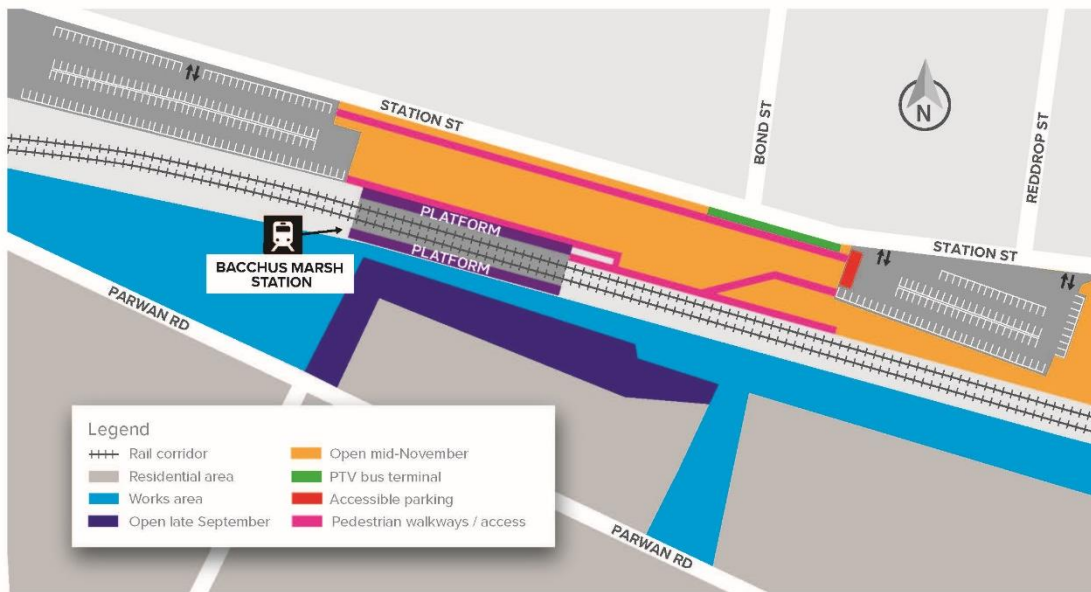 STATION ST
BOND ST
REDDROP ST
N
STATION ST
PLATFORM
PLATFORM
BACCHUS MARSH
STATION
PARWAN RD
PARWAN RD
Legend
Rail corridor
Residential area
Works area
Open late September
Open mid-November
PTV bus terminal
Accessible parking
Pedestrian walkways / access